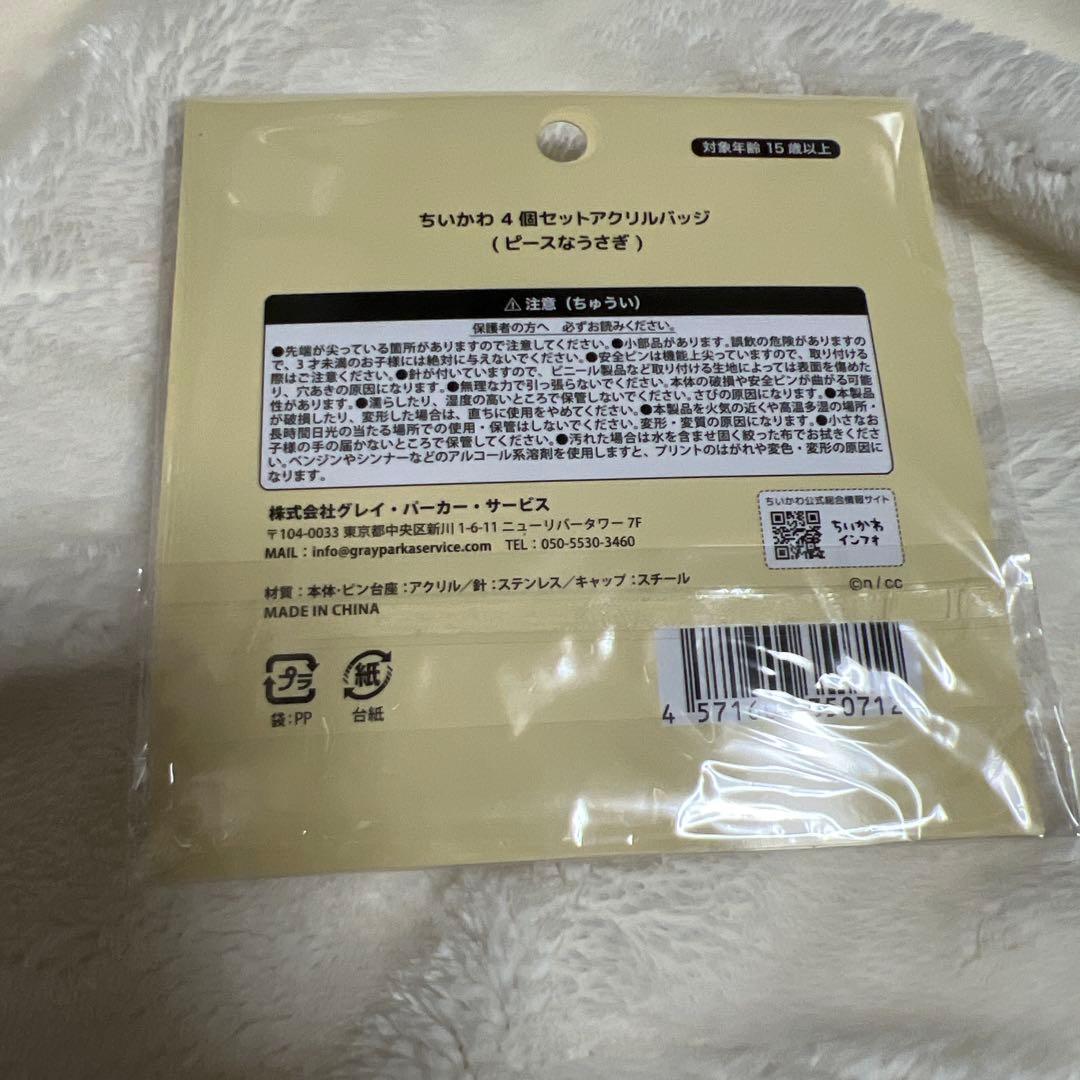 対象年齢 15 歳以上
ちいかわ 4 個セットアクリルバッジ
( ピースなうさぎ )
⚠注意（ちゅうい）
保護者の方へ 必ずお読みください。
●先端が尖っている箇所がありますので注意してください。●小部品があります。誤飲の危険がありますので、
3 才未満のお子様には絶対に与えないでください。●安全ピンは機能上尖っていますので、取り付ける
際はご注意ください。●針が付いていますので、ビニール製品など取り付ける生地によっては表面を傷めた
り、穴あきの原因になります。●無理な力で引っ張らないでください。本体の破損や安全ピンが曲がる可能
性があります。●濡らしたり、湿度の高いところで保管しないでください。さびの原因になります。●本製品
が破損したり、変形した場合は、直ちに使用をやめてください。●本製品を火気の近くや高温多湿の場所・
長時間日光の当たる場所での使用・保管はしないでください。変形・変質の原因になります。●小さなお
子様の手の届かないところで保管してください。●汚れた場合は水を含ませ固く絞った布でお拭きくださ
い。ベンジンやシンナーなどのアルコール系溶剤を使用しますと、プリントのはがれや変色・変形の原因に
なります。
株式会社グレイ・パーカー・サービス
〒104-0033 東京都中央区新川 1-6-11 ニューリバータワー 7F
MAIL：info@grayparkaservice.com TEL：050-5530-3460
ちいかわ公式総合情報サイト
ちいかわ
インフォ
©n / cc
材質：本体・ピン台座：アクリル／針：ステンレス／キャップ：スチール
MADE IN CHINA
プラ
袋：PP
紙
台紙